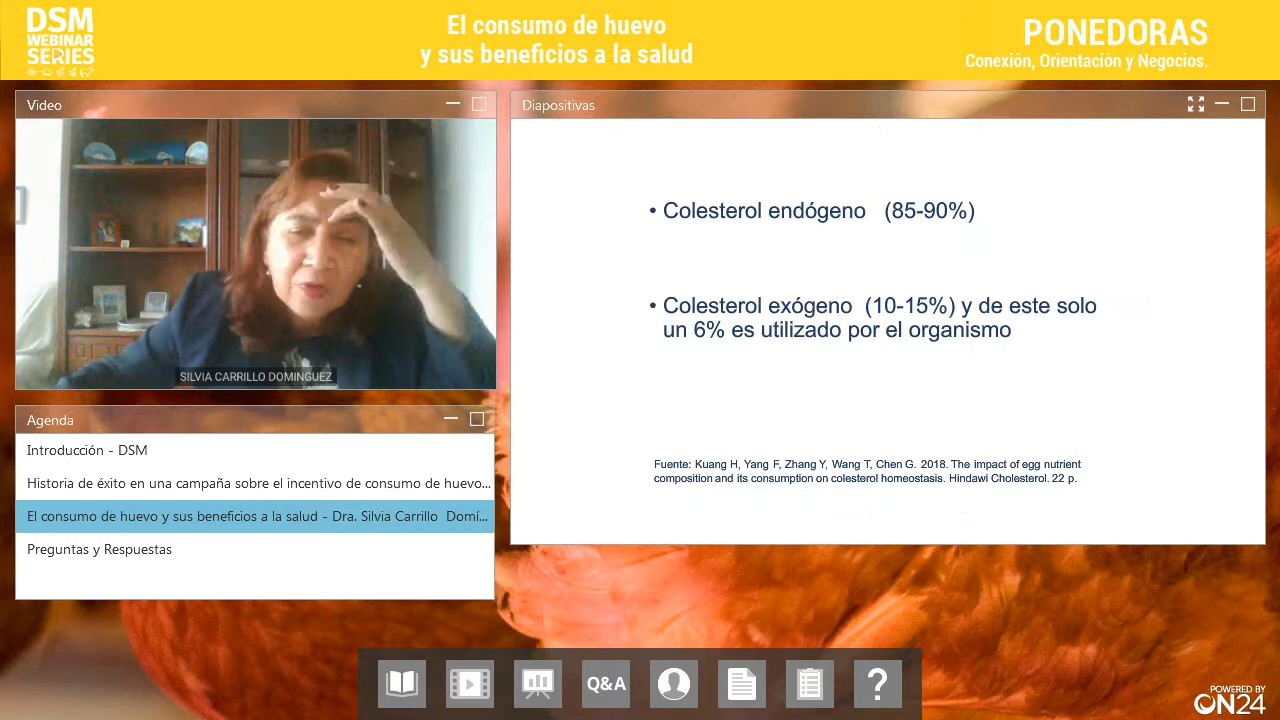 DSM
WEBINAR
SERIES
El consumo de huevo
y sus beneficios a la salud
PONEDORAS
Conexión, Orientación y Negocios.
Video
SILVIA CARRILLO DOMINGUEZ
Diapositivas
• Colesterol endógeno (85-90%)
• Colesterol exógeno (10-15%) y de este solo
un 6% es utilizado por el organismo
Fuente: Kuang H, Yang F, Zhang Y, Wang T, Chen G. 2018. The impact of egg nutrient
composition and its consumption on colesterol homeostasis. Hindawi Cholesterol. 22 p.
Agenda
Introducción - DSM
Historia de éxito en una campaña sobre el incentivo de consumo de huevo...
El consumo de huevo y sus beneficios a la salud - Dra. Silvia Carrillo Domí...
Preguntas y Respuestas
Q&A
?
POWERED BY
ON24